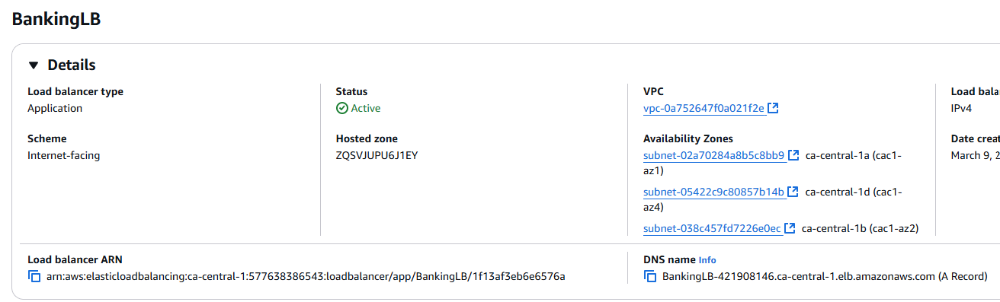 BankingLB
Details
Load balancer type
Application
Status
Active
VPC
vpc-0a752647f0a021f2e
Load bala
IPv4
Scheme
Internet-facing
Hosted zone
ZQSVJUPU6J1EY
Availability Zones
subnet-02a70284a8b5c8bb9 ca-central-1a (cac1-
az1)
subnet-05422c9c80857b14b ca-central-1d (cac1-
az4)
subnet-038c457fd7226e0ec ca-central-1b (cac1-az2)
Date creat
March 9, 2
Load balancer ARN
arn:aws:elasticloadbalancing:ca-central-1:577638386543:loadbalancer/app/BankingLB/1f13af3eb6e6576a
DNS name Info
BankingLB-421908146.ca-central-1.elb.amazonaws.com (A Record)